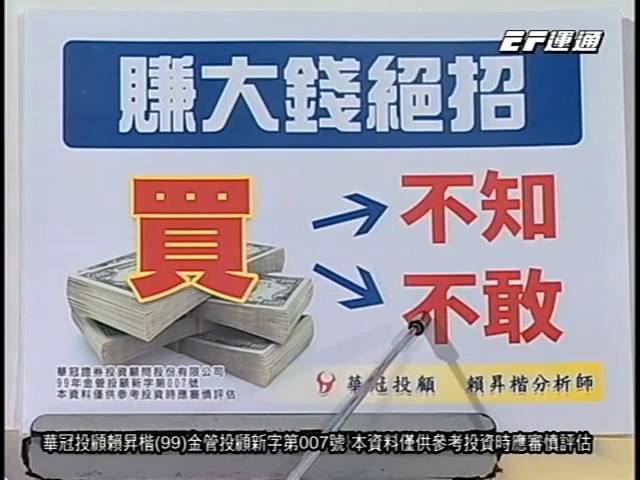 EF運通
賺大錢絕招
買
不知
不敢
華冠證券投資顧問股份有限公司
99年金管投顧新字第007號
本資料僅供參考投資時應審慎評估
華冠投顧 賴昇楷分析師
華冠投顧賴昇楷(99)金管投顧新字第007號 本資料僅供參考投資時應審慎評估